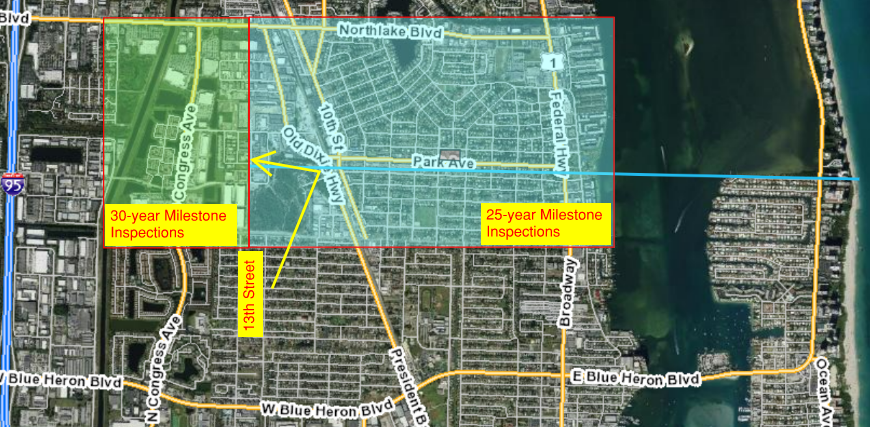 Blvd
Northlake Blvd
1
Congress Ave
10th St
Old Dixie Hwy
Federal Hwy
Park Ave
95
30-year Milestone
Inspections
25-year Milestone
Inspections
13th Street
Broadway
N Congress Ave
President B
W Blue Heron Blvd
E Blue Heron Blvd
W Blue Heron Blvd
Ocean Av